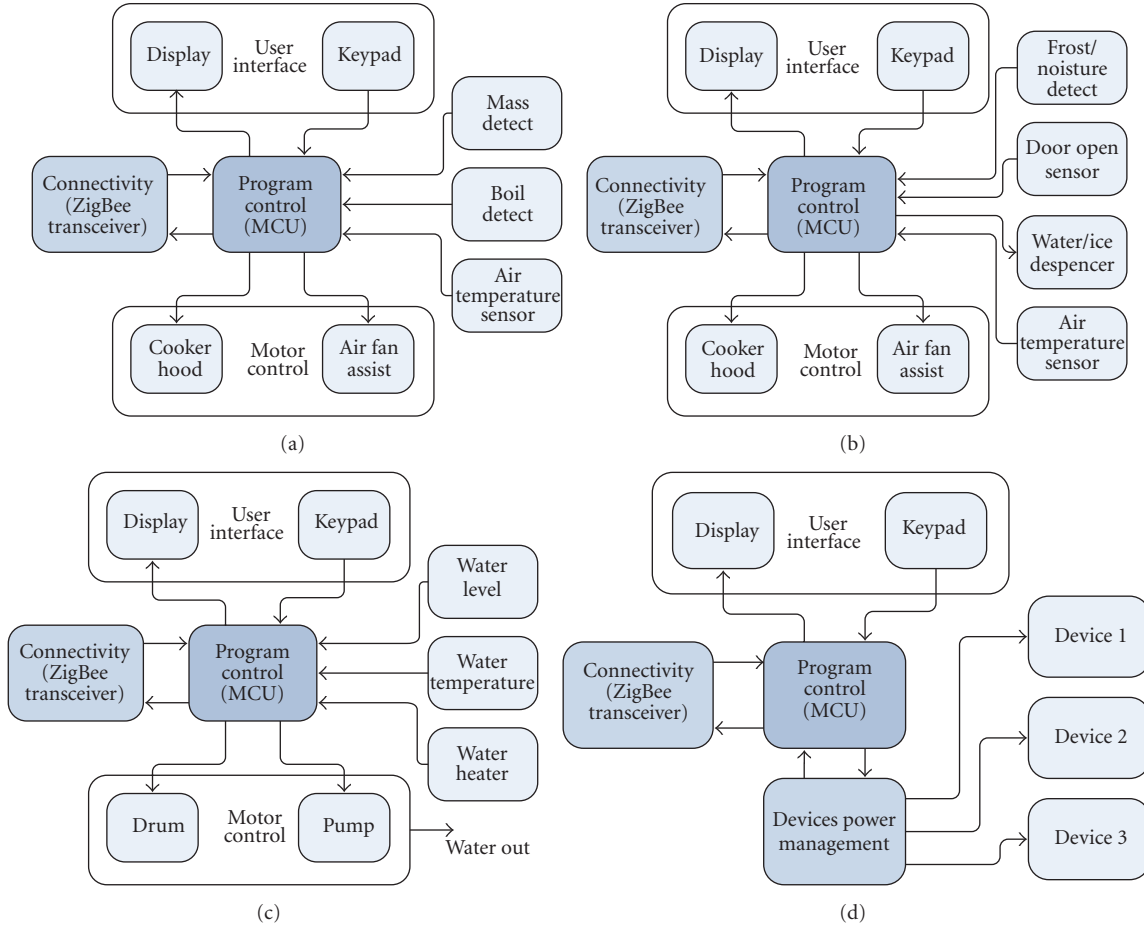 Display
User
interface
Keypad
Mass
detect
Connectivity
(ZigBee
transceiver)
Program
control
(MCU)
Boil
detect
Air
temperature
sensor
Cooker
hood
Motor
control
Air fan
assist
(a)
Display
User
interface
Keypad
Frost/
noisture
detect
Door open
sensor
Connectivity
(ZigBee
transceiver)
Program
control
(MCU)
Water/ice
despencer
Air
temperature
sensor
Cooker
hood
Motor
control
Air fan
assist
(b)
Display
User
interface
Keypad
Water
level
Connectivity
(ZigBee
transceiver)
Program
control
(MCU)
Water
temperature
Water
heater
Drum
Motor
control
Pump
Water out
(c)
Display
User
interface
Keypad
Device 1
Connectivity
(ZigBee
transceiver)
Program
control
(MCU)
Device 2
Devices power
management
Device 3
(d)